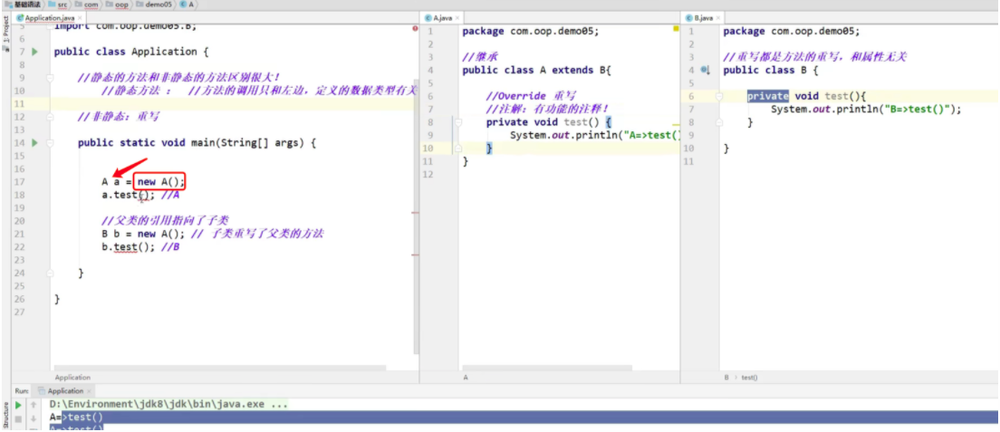 基础语法 src com oop demo05 A
1: Project
Application.java
5 import com.oop.demo05.B;
6
7 public class Application {
8
9 //静态的方法和非静态的方法区别很大!
10 //静态方法 : //方法的调用只和左边，定义的数据类型有关
11
12 //非静态: 重写
13
14 public static void main(String[] args) {
15
16
17 A a = new A();
18 a.test(); //A
19
20 //父类的引用指向了子类
21 B b = new A(); // 子类重写了父类的方法
22 b.test(); //B
23
24 }
25
26 }
27
Application
A.java
1 package com.oop.demo05;
2
3 //继承
4 public class A extends B{
5
6 //Override 重写
7 //注解: 有功能的注释!
8 private void test() {
9 System.out.println("A=>test()
10 }
11 }
12
A
B.java
1 package com.oop.demo05;
2
3 //重写都是方法的重写，和属性无关
4 public class B {
5
6 private void test(){
7 System.out.println("B=>test()");
8 }
9
10 }
11
B › test()
Run: Application
Structure
D:\Environment\jdk8\jdk\bin\java.exe ...
A=>test()
A=>test()